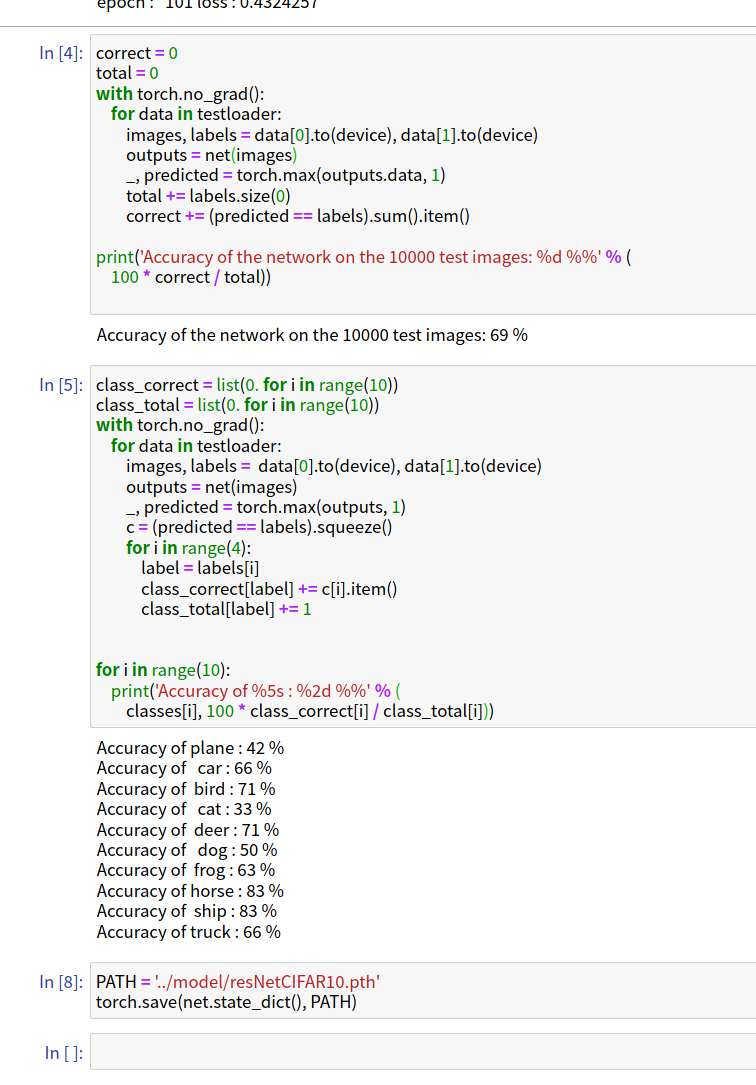 epoch : 101 loss : 0.4324257
In [4]:
correct = 0
total = 0
with torch.no_grad():
    for data in testloader:
        images, labels = data[0].to(device), data[1].to(device)
        outputs = net(images)
        _, predicted = torch.max(outputs.data, 1)
        total += labels.size(0)
        correct += (predicted == labels).sum().item()
print('Accuracy of the network on the 10000 test images: %d %%' % (
    100 * correct / total))
Accuracy of the network on the 10000 test images: 69 %
In [5]:
class_correct = list(0. for i in range(10))
class_total = list(0. for i in range(10))
with torch.no_grad():
    for data in testloader:
        images, labels =  data[0].to(device), data[1].to(device)
        outputs = net(images)
        _, predicted = torch.max(outputs, 1)
        c = (predicted == labels).squeeze()
        for i in range(4):
            label = labels[i]
            class_correct[label] += c[i].item()
            class_total[label] += 1
for i in range(10):
    print('Accuracy of %5s : %2d %%' % (
        classes[i], 100 * class_correct[i] / class_total[i]))
Accuracy of plane : 42 %
Accuracy of   car : 66 %
Accuracy of  bird : 71 %
Accuracy of   cat : 33 %
Accuracy of  deer : 71 %
Accuracy of   dog : 50 %
Accuracy of  frog : 63 %
Accuracy of horse : 83 %
Accuracy of  ship : 83 %
Accuracy of truck : 66 %
In [8]:
PATH = '../model/resNetCIFAR10.pth'
torch.save(net.state_dict(), PATH)
In [ ]: